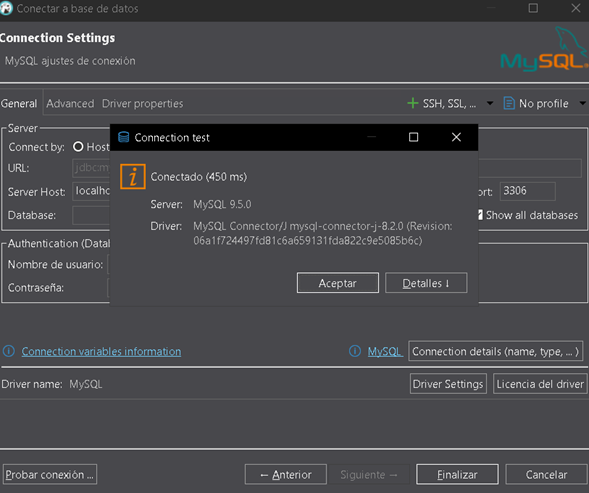 Conectar a base de datos
Connection Settings
MySQL ajustes de conexión
MySQL
General Advanced Driver properties
SSH, SSL, ... No profile
Server
Connection test
Connect by: Host
URL:
Conectado (450 ms)
Server Host: 3306
Server: MySQL 9.5.0
Database: Show all databases
Driver: MySQL Connector/J mysql-connector-j-8.2.0 (Revision:
06a1f724497fd81c6a659131fda822c9e5085b6c)
Authentication
Nombre de usuario:
Contraseña:
Aceptar Detalles ↓
Connection variables information MySQL Connection details (name, type, ... )
Driver name: MySQL Driver Settings Licencia del driver
Probar conexión ... ← Anterior Siguiente → Finalizar Cancelar